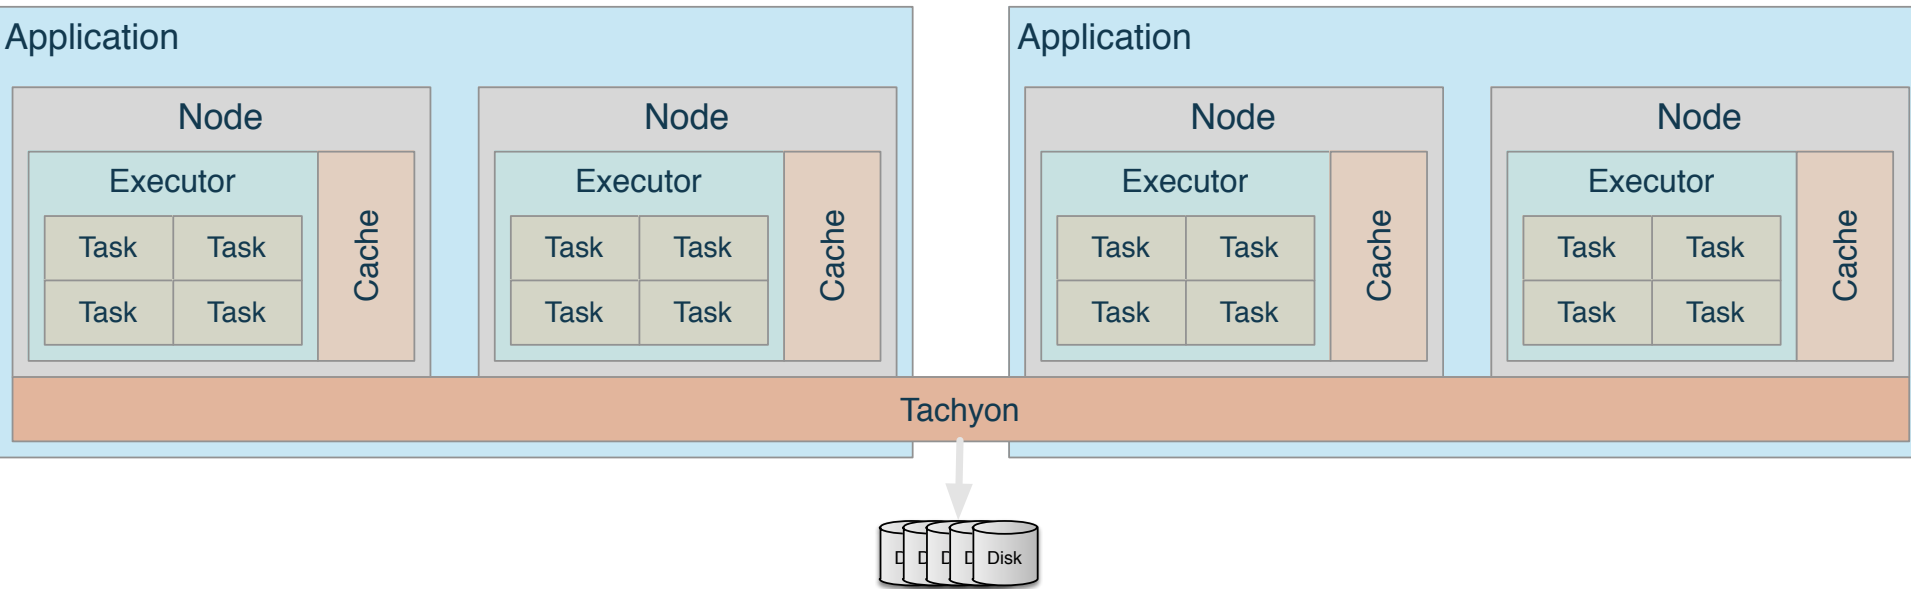 Application
Application
Node
Node
Node
Node
Executor
Cache
Executor
Cache
Executor
Cache
Executor
Cache
Task Task
Task Task
Task Task
Task Task
Task Task
Task Task
Task Task
Task Task
Tachyon
D D D D Disk